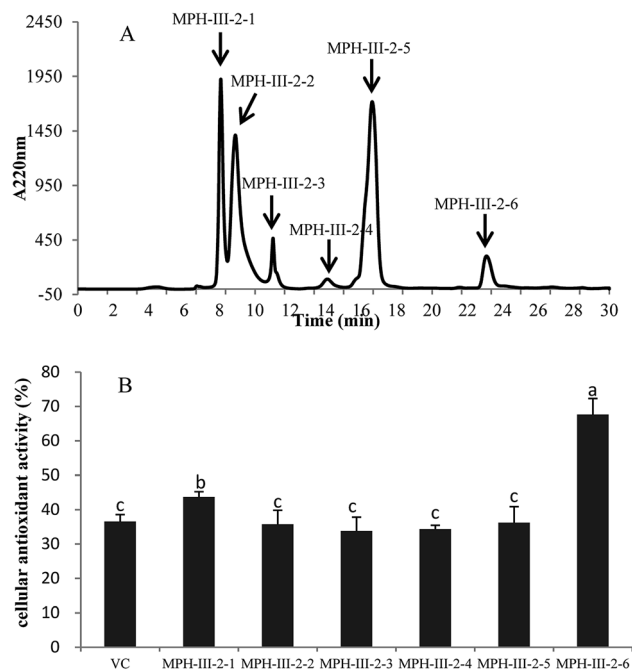 A
MPH-III-2-1
MPH-III-2-2
MPH-III-2-3
MPH-III-2-4
MPH-III-2-5
MPH-III-2-6
A220nm
2450
1950
1450
950
450
-50
0 2 4 6 8 10 12 14 16 18 20 22 24 26 28 30
Time (min)
B
cellular antioxidant activity (%)
80
70
60
50
40
30
20
10
0
c b c c c c a
VC MPH-III-2-1 MPH-III-2-2 MPH-III-2-3 MPH-III-2-4 MPH-III-2-5 MPH-III-2-6